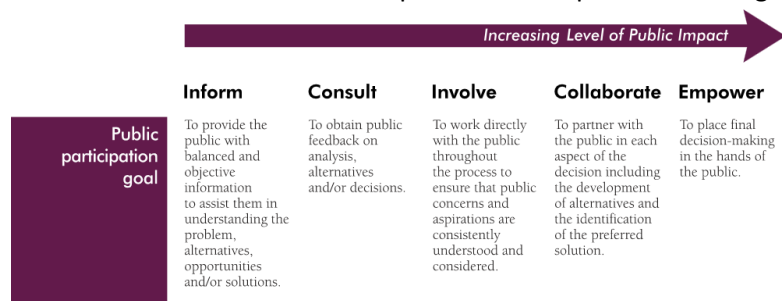 Increasing Level of Public Impact
Inform
Consult
Involve
Collaborate
Empower
Public
participation
goal
To provide the
public with
balanced and
objective
information
to assist them in
understanding the
problem,
alternatives,
opportunities
and/or solutions.
To obtain public
feedback on
analysis,
alternatives
and/or decisions.
To work directly
with the public
throughout
the process to
ensure that public
concerns and
aspirations are
consistently
understood and
considered.
To partner with
the public in each
aspect of the
decision including
the development
of alternatives and
the identification
of the preferred
solution.
To place final
decision-making
in the hands of
the public.